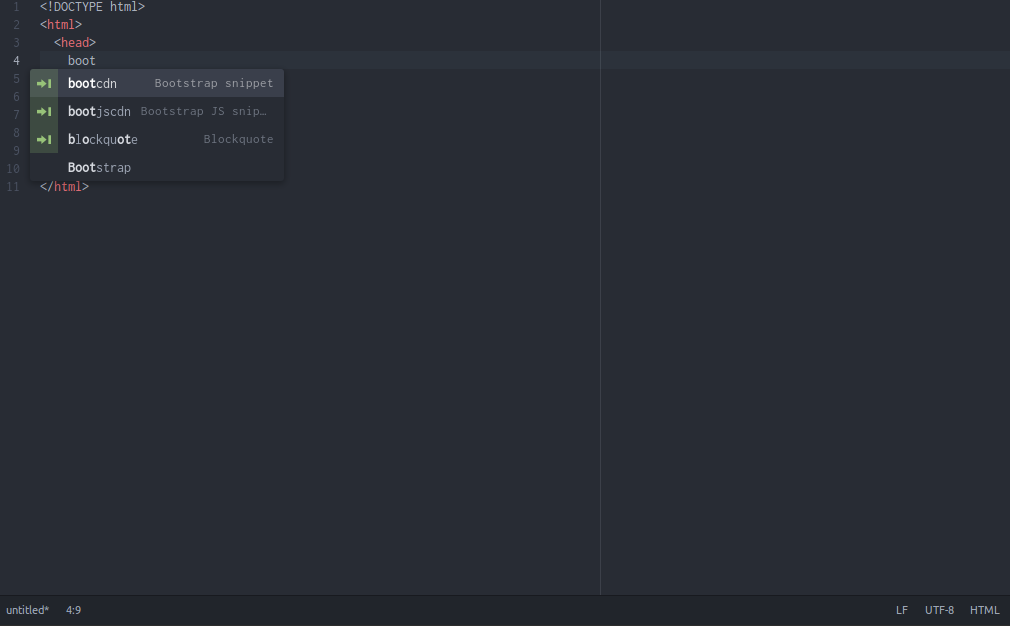 1 <!DOCTYPE html>
2 <html>
3 <head>
4 boot
5 bootcdn Bootstrap snippet
6
7 bootjscdn Bootstrap JS snip…
8 blockquote Blockquote
9
10 Bootstrap
11 </html>
untitled* 4:9 LF UTF-8 HTML